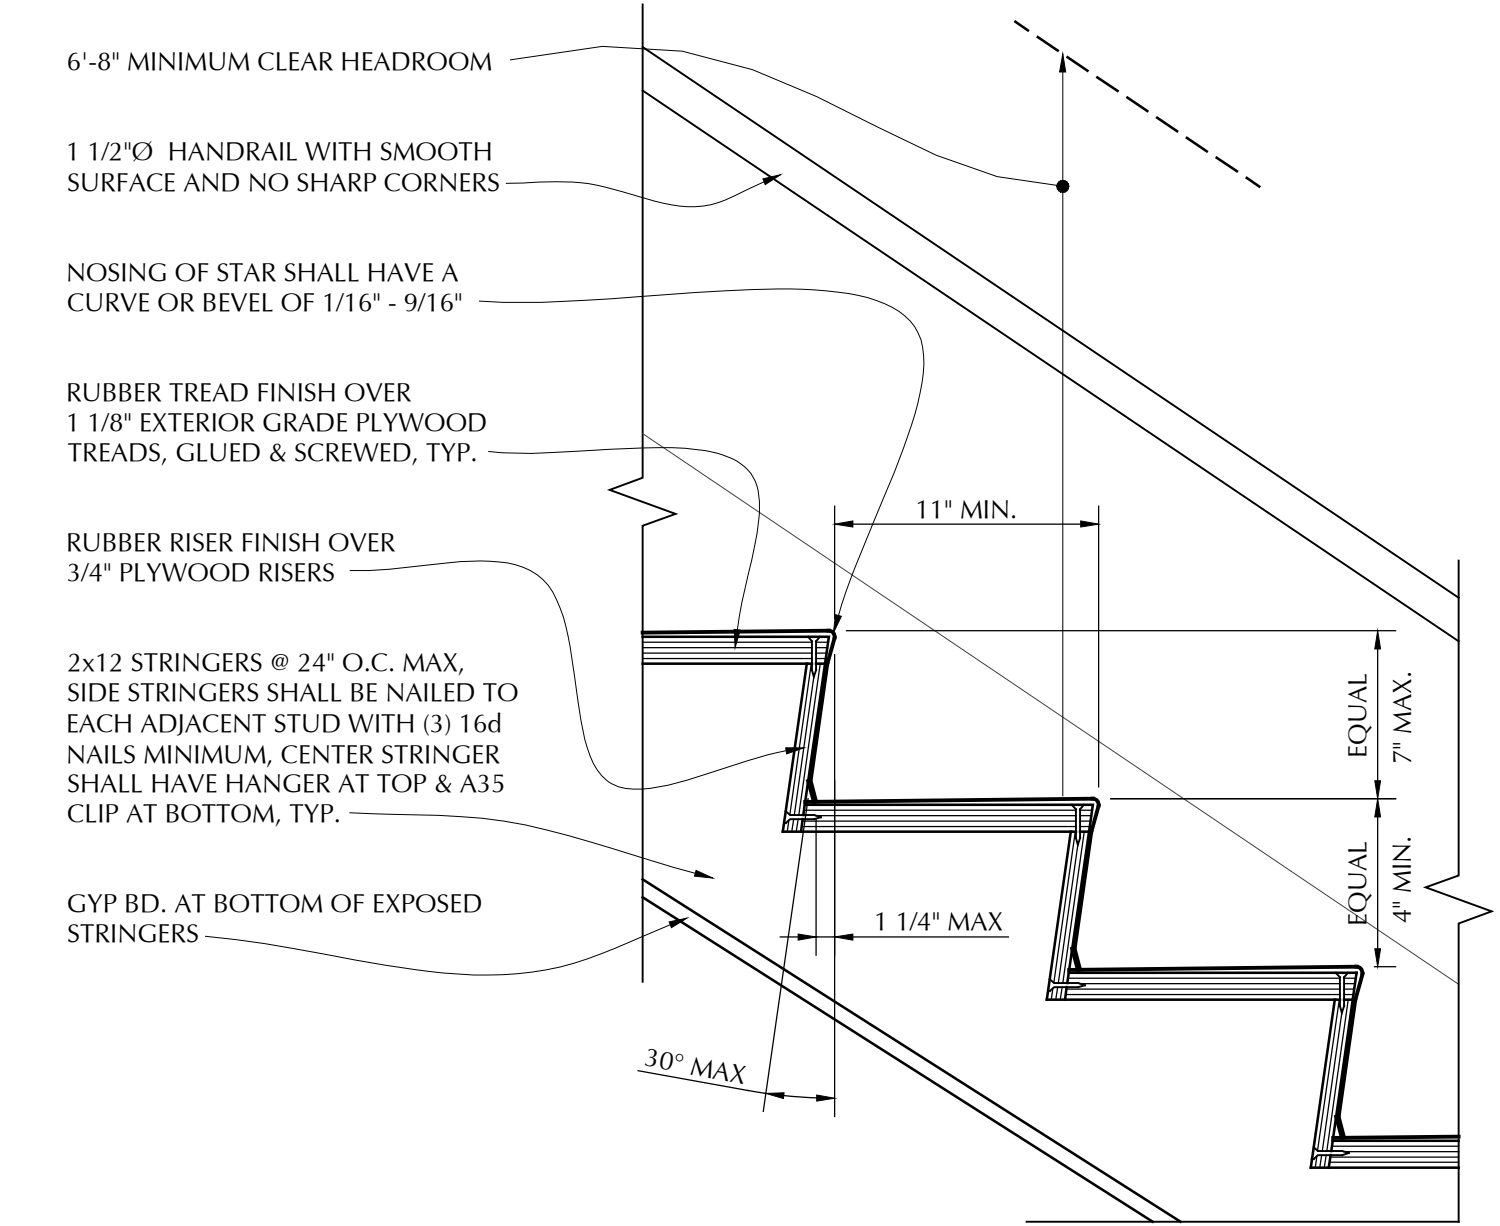 6'-8" MINIMUM CLEAR HEADROOM
1 1/2"Ø HANDRAIL WITH SMOOTH
SURFACE AND NO SHARP CORNERS
NOSING OF STAR SHALL HAVE A
CURVE OR BEVEL OF 1/16" - 9/16"
RUBBER TREAD FINISH OVER
1 1/8" EXTERIOR GRADE PLYWOOD
TREADS, GLUED & SCREWED, TYP.
RUBBER RISER FINISH OVER
3/4" PLYWOOD RISERS
2x12 STRINGERS @ 24" O.C. MAX,
SIDE STRINGERS SHALL BE NAILED TO
EACH ADJACENT STUD WITH (3) 16d
NAILS MINIMUM, CENTER STRINGER
SHALL HAVE HANGER AT TOP & A35
CLIP AT BOTTOM, TYP.
GYP BD. AT BOTTOM OF EXPOSED
STRINGERS
11" MIN.
EQUAL
7" MAX.
EQUAL
4" MIN.
1 1/4" MAX
30° MAX